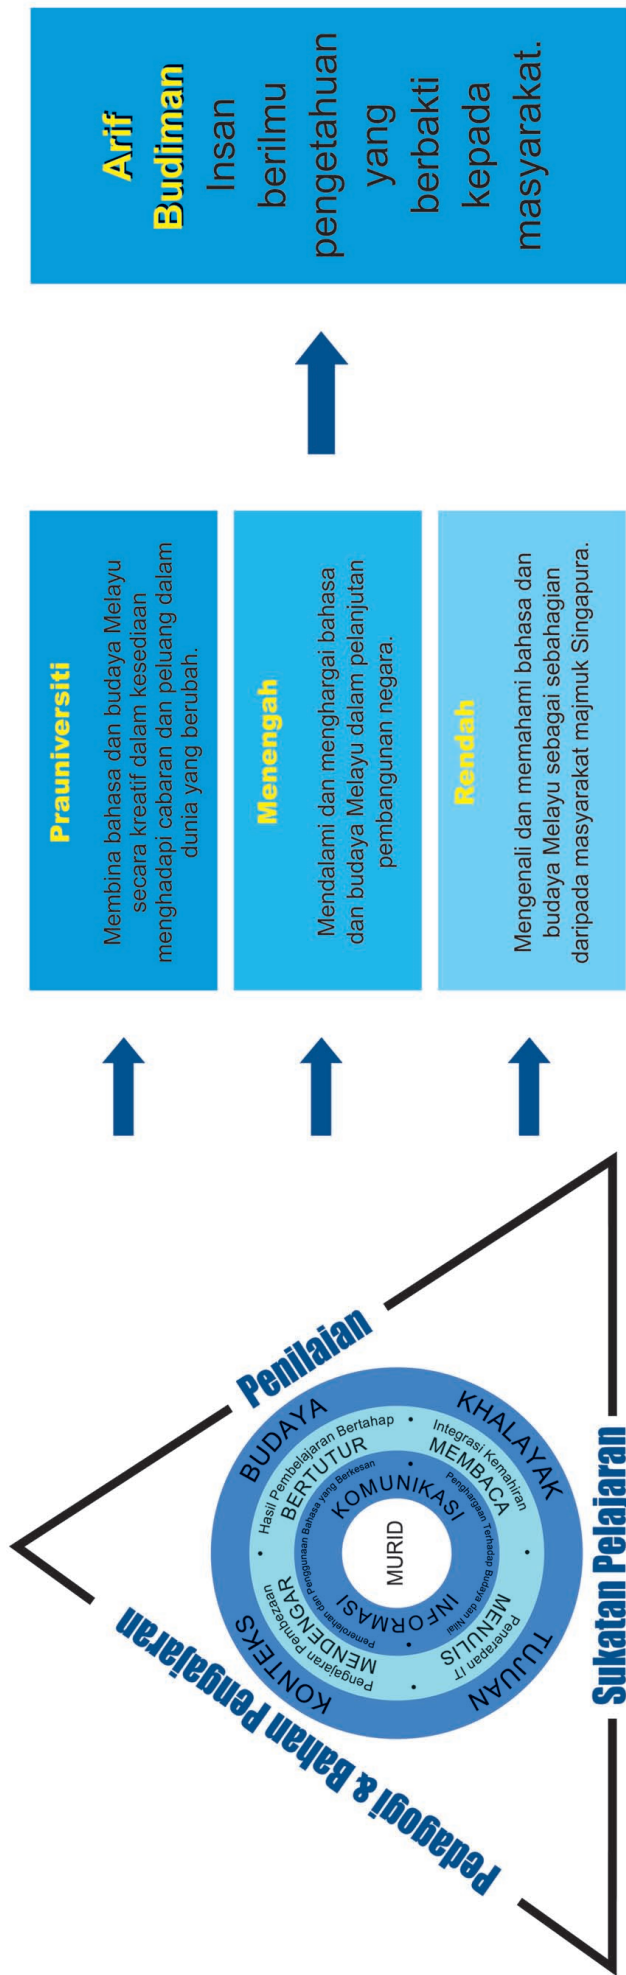 Pedagogi & Bahan Pengajaran
Penilaian
Sukatan Pelajaran
KONTEKS
BUDAYA
KHALAYAK
TUJUAN
Pengajaran Pembezaan
MENDENGAR
Hasil Pembelajaran Bertahap
BERTUTUR
Integrasi Kemahiran
MEMBACA
Penerapan IT
MENULIS
Pemerolehan dan Penggunaan Bahasa yang Berkesan
Penghargaan Terhadap Budaya dan Nilai
KOMUNIKASI
INFORMASI
MURID
Prauniversiti
Membina bahasa dan budaya Melayu
secara kreatif dalam kesediaan
menghadapi cabaran dan peluang dalam
dunia yang berubah.
Menengah
Mendalami dan menghargai bahasa
dan budaya Melayu dalam pelanjutan
pembangunan negara.
Rendah
Mengenali dan memahami bahasa dan
budaya Melayu sebagai sebahagian
daripada masyarakat majmuk Singapura.
Arif
Budiman
Insan
berilmu
pengetahuan
yang
berbakti
kepada
masyarakat.